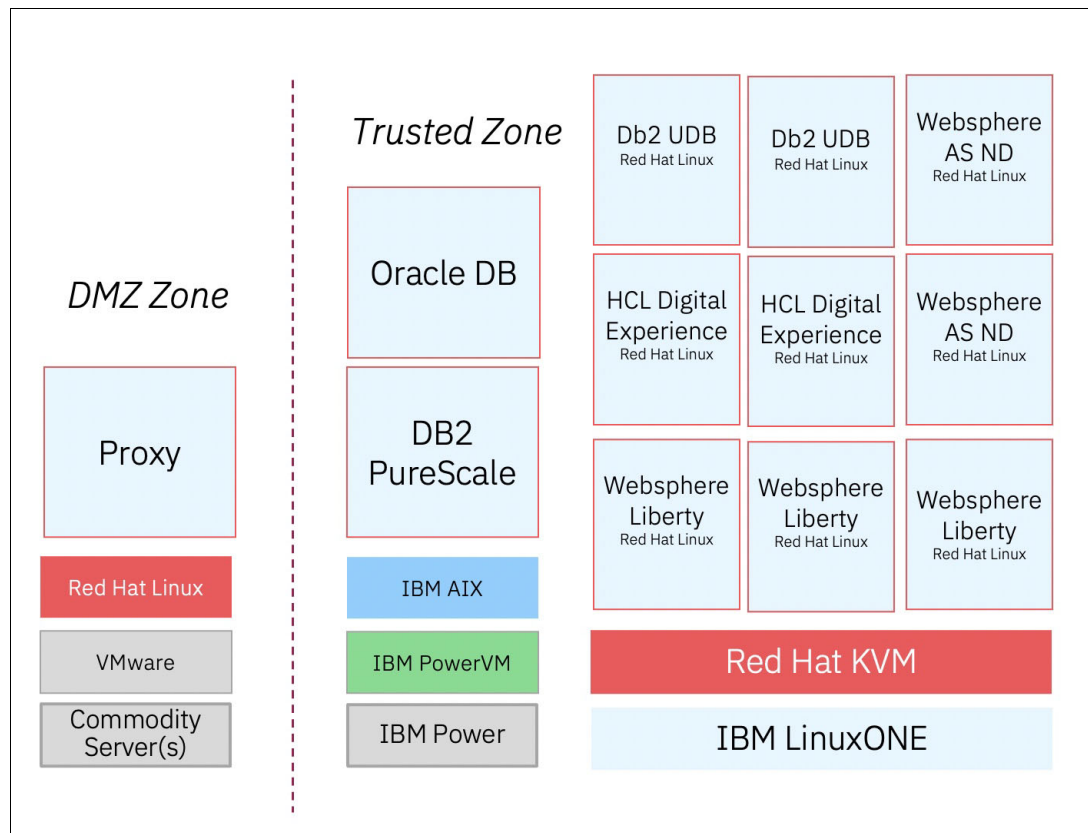 DMZ Zone
Proxy
Red Hat Linux
VMware
Commodity
Server(s)
Trusted Zone
Oracle DB
DB2
PureScale
IBM AIX
IBM PowerVM
IBM Power
Db2 UDB
Red Hat Linux
Db2 UDB
Red Hat Linux
Websphere
AS ND
Red Hat Linux
HCL Digital
Experience
Red Hat Linux
HCL Digital
Experience
Red Hat Linux
Websphere
AS ND
Red Hat Linux
Websphere
Liberty
Red Hat Linux
Websphere
Liberty
Red Hat Linux
Websphere
Liberty
Red Hat Linux
Red Hat KVM
IBM LinuxONE